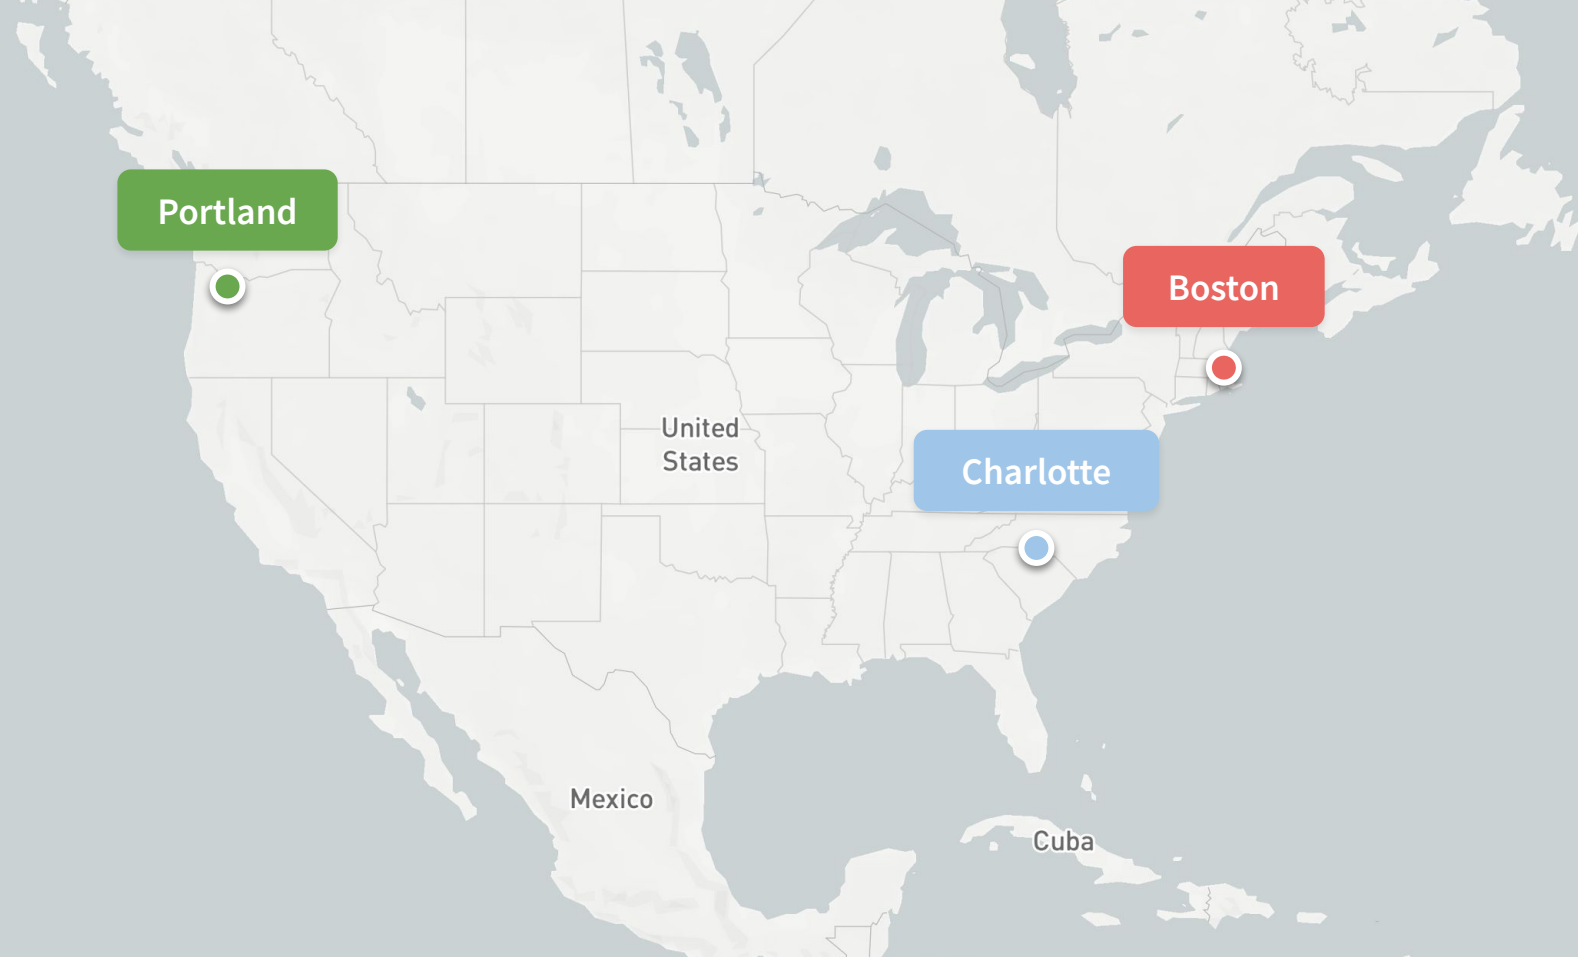 Portland
Boston
United
States
Charlotte
Mexico
Cuba